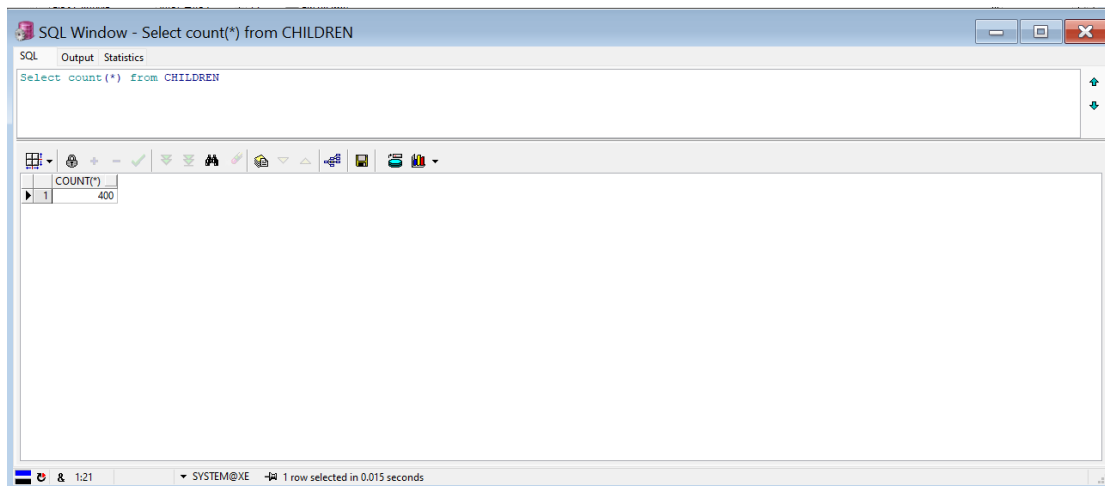 SQL Window - Select count(*) from CHILDREN
SQL Output Statistics
Select count(*) from CHILDREN
COUNT(*)
1 400
& 1:21 SYSTEM@XE 1 row selected in 0.015 seconds